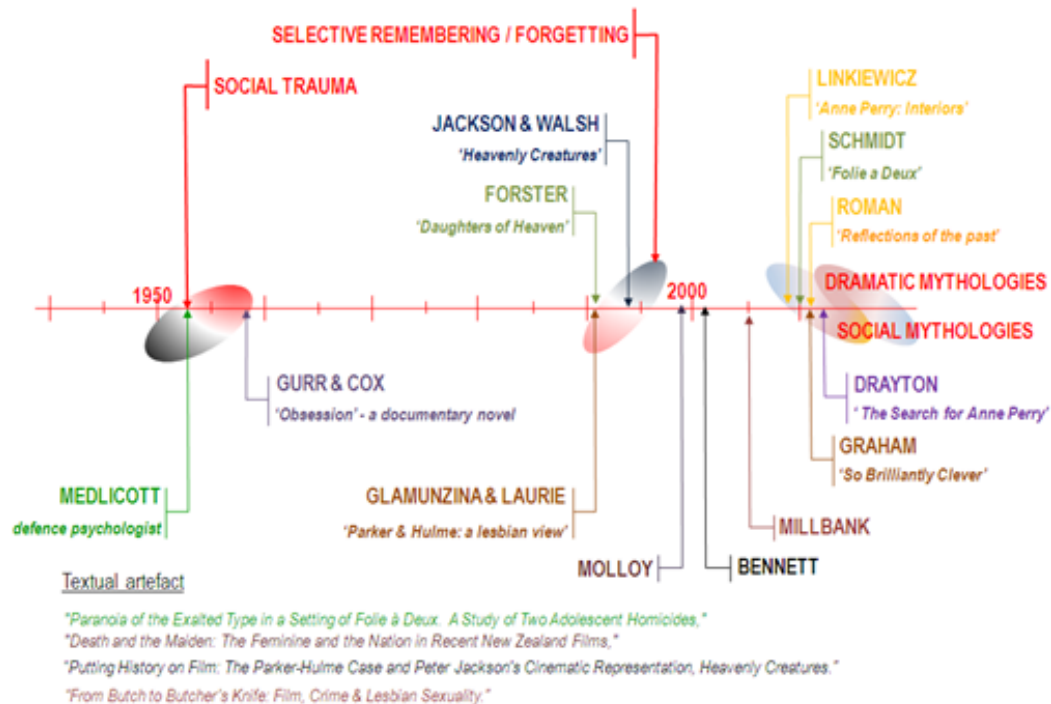 SELECTIVE REMEMBERING / FORGETTING
SOCIAL TRAUMA
LINKIEWICZ
'Anne Perry: Interiors'
JACKSON & WALSH
'Heavenly Creatures'
SCHMIDT
'Folie a Deux'
FORSTER
'Daughters of Heaven'
ROMAN
'Reflections of the past'
1950
2000
DRAMATIC MYTHOLOGIES
SOCIAL MYTHOLOGIES
GURR & COX
'Obsession' - a documentary novel
DRAYTON
' The Search for Anne Perry'
GRAHAM
'So Brilliantly Clever'
MEDLICOTT
defence psychologist
GLAMUNZINA & LAURIE
'Parker & Hulme: a lesbian view'
MILLBANK
MOLLOY
BENNETT
Textual artefact
"Paranoia of the Exalted Type in a Setting of Folie à Deux. A Study of Two Adolescent Homicides,"
"Death and the Maiden: The Feminine and the Nation in Recent New Zealand Films,"
"Putting History on Film: The Parker-Hulme Case and Peter Jackson's Cinematic Representation, Heavenly Creatures."
"From Butch to Butcher's Knife: Film, Crime & Lesbian Sexuality."